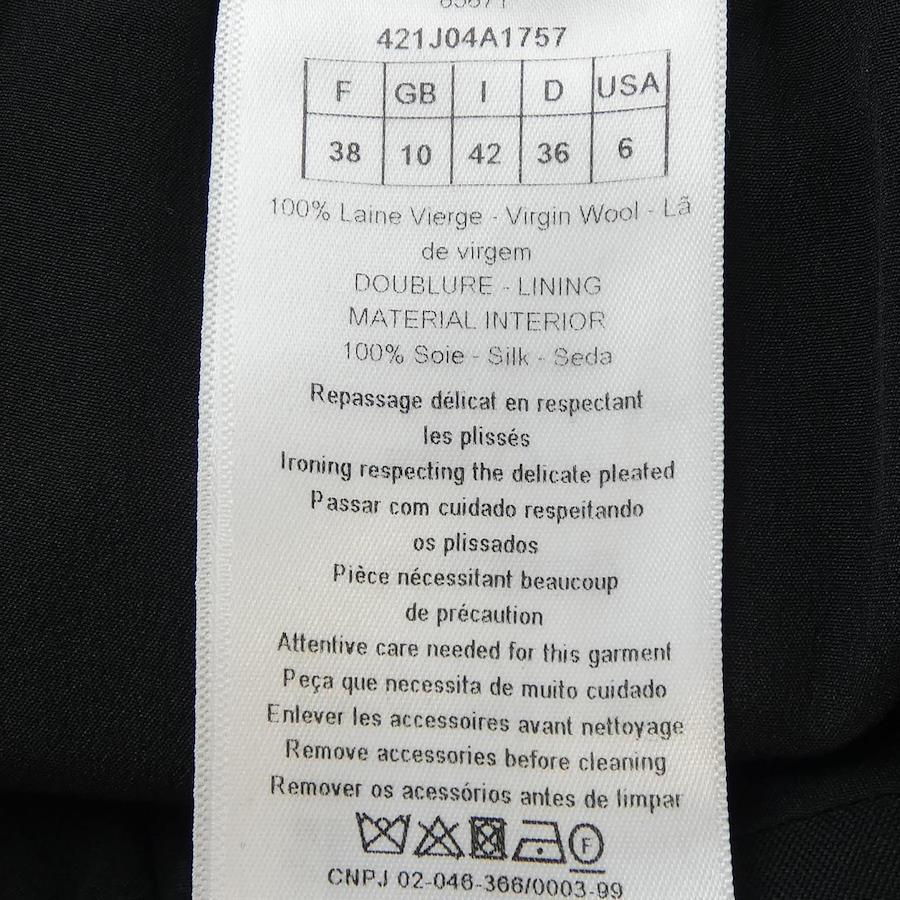 421J04A1757
F GB I D USA
38 10 42 36 6
100% Laine Vierge - Virgin Wool - Lã
de virgem
DOUBLURE - LINING
MATERIAL INTERIOR
100% Soie - Silk - Seda
Repassage délicat en respectant
les plissés
Ironing respecting the delicate pleated
Passar com cuidado respeitando
os plissados
Pièce nécessitant beaucoup
de précaution
Attentive care needed for this garment
Peça que necessita de muito cuidado
Enlever les accessoires avant nettoyage
Remove accessories before cleaning
Remover os acessórios antes de limpar
F
CNPJ 02-046-366/0003-99